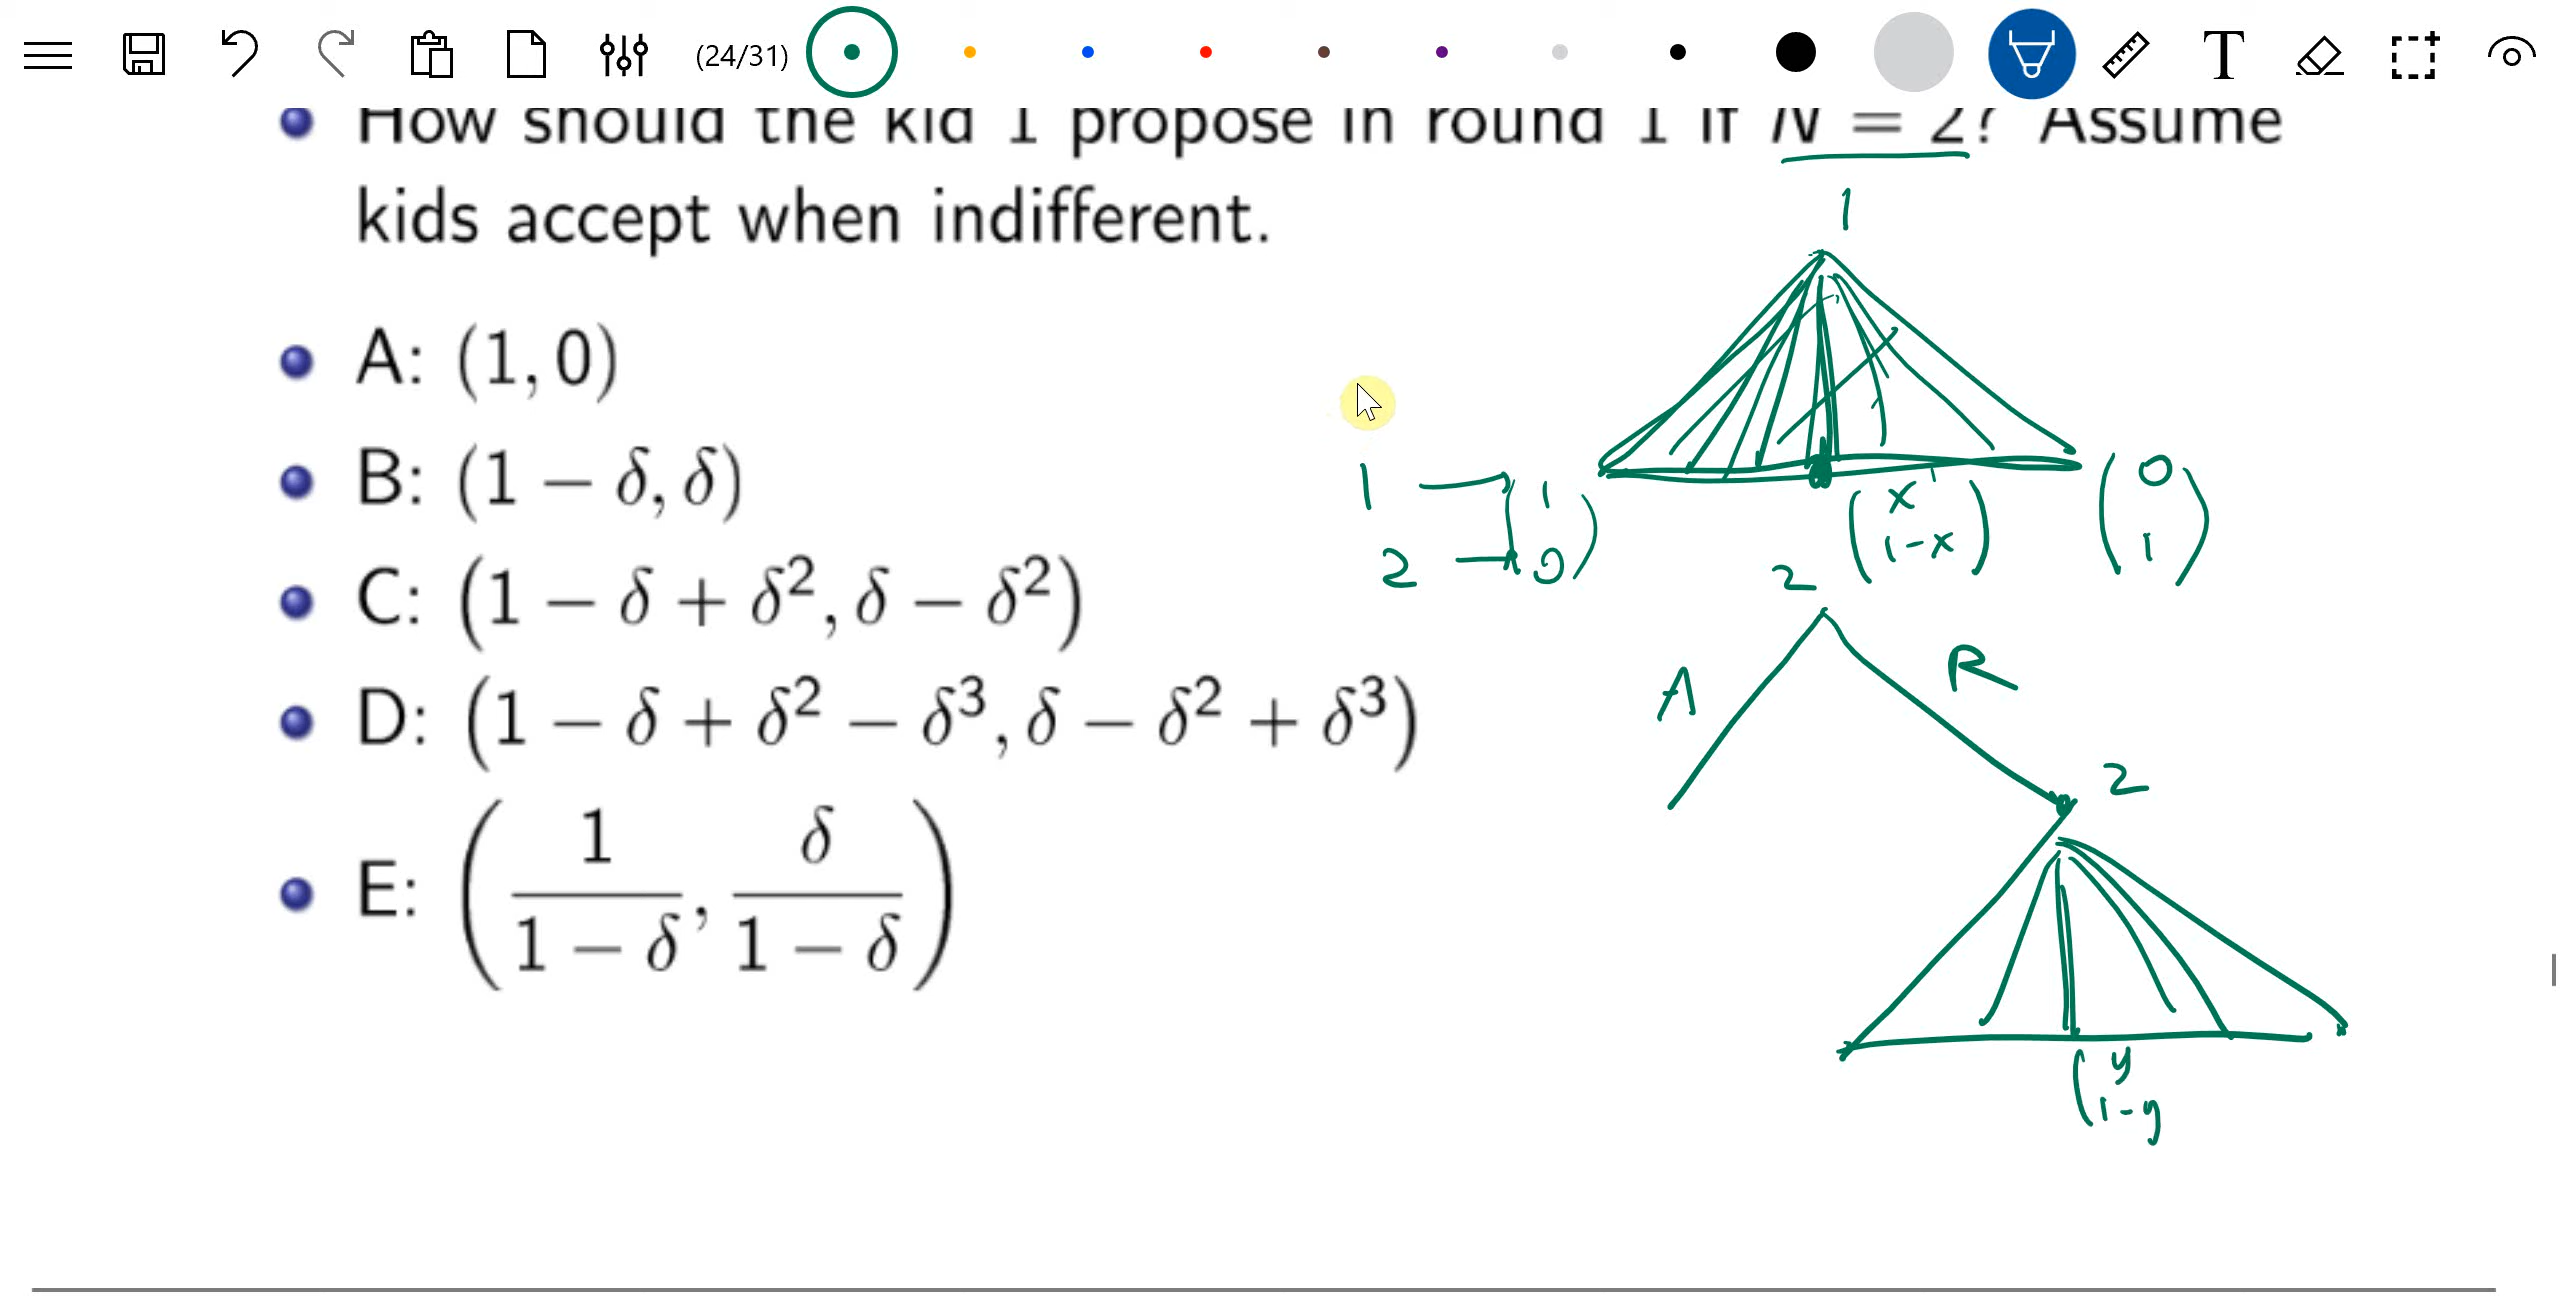 (24/31) T
How should the kid 1 propose in round 1 if N = 2? Assume
kids accept when indifferent.
A: (1, 0)
B: (1 − δ, δ)
C: (1 − δ + δ², δ − δ²)
D: (1 − δ + δ² − δ³, δ − δ² + δ³)
E: (1/(1 − δ), δ/(1 − δ))
1
1 (1
2 0)
(x
1-x)
(0
1)
2
A R
2
(y
1-y